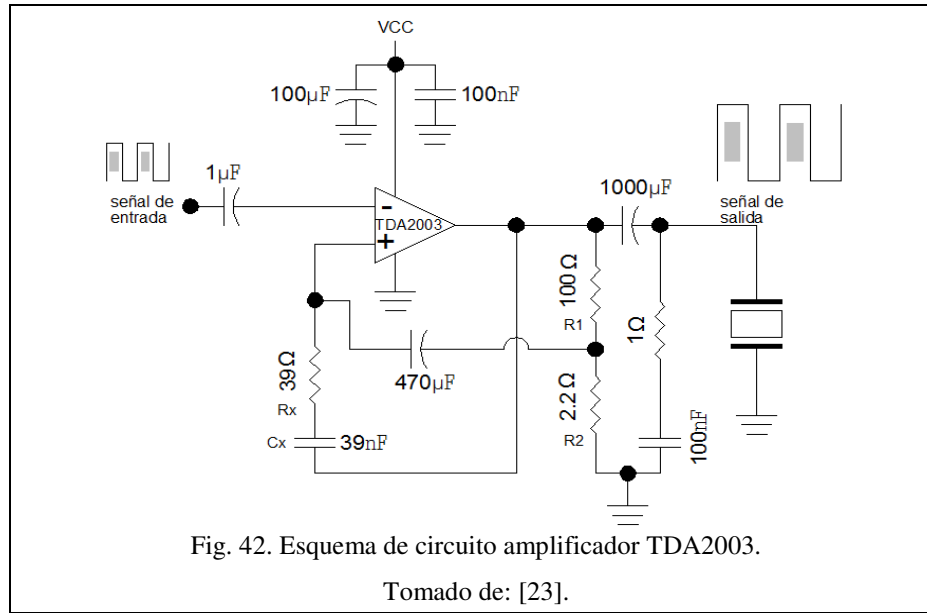 VCC
100µF
100nF
1µF
señal de
entrada
-
TDA2003
+
1000µF
señal de
salida
100Ω
R1
1Ω
39Ω
Rx
470µF
2.2Ω
R2
Cx
39nF
100nF
Fig. 42. Esquema de circuito amplificador TDA2003.
Tomado de: [23].